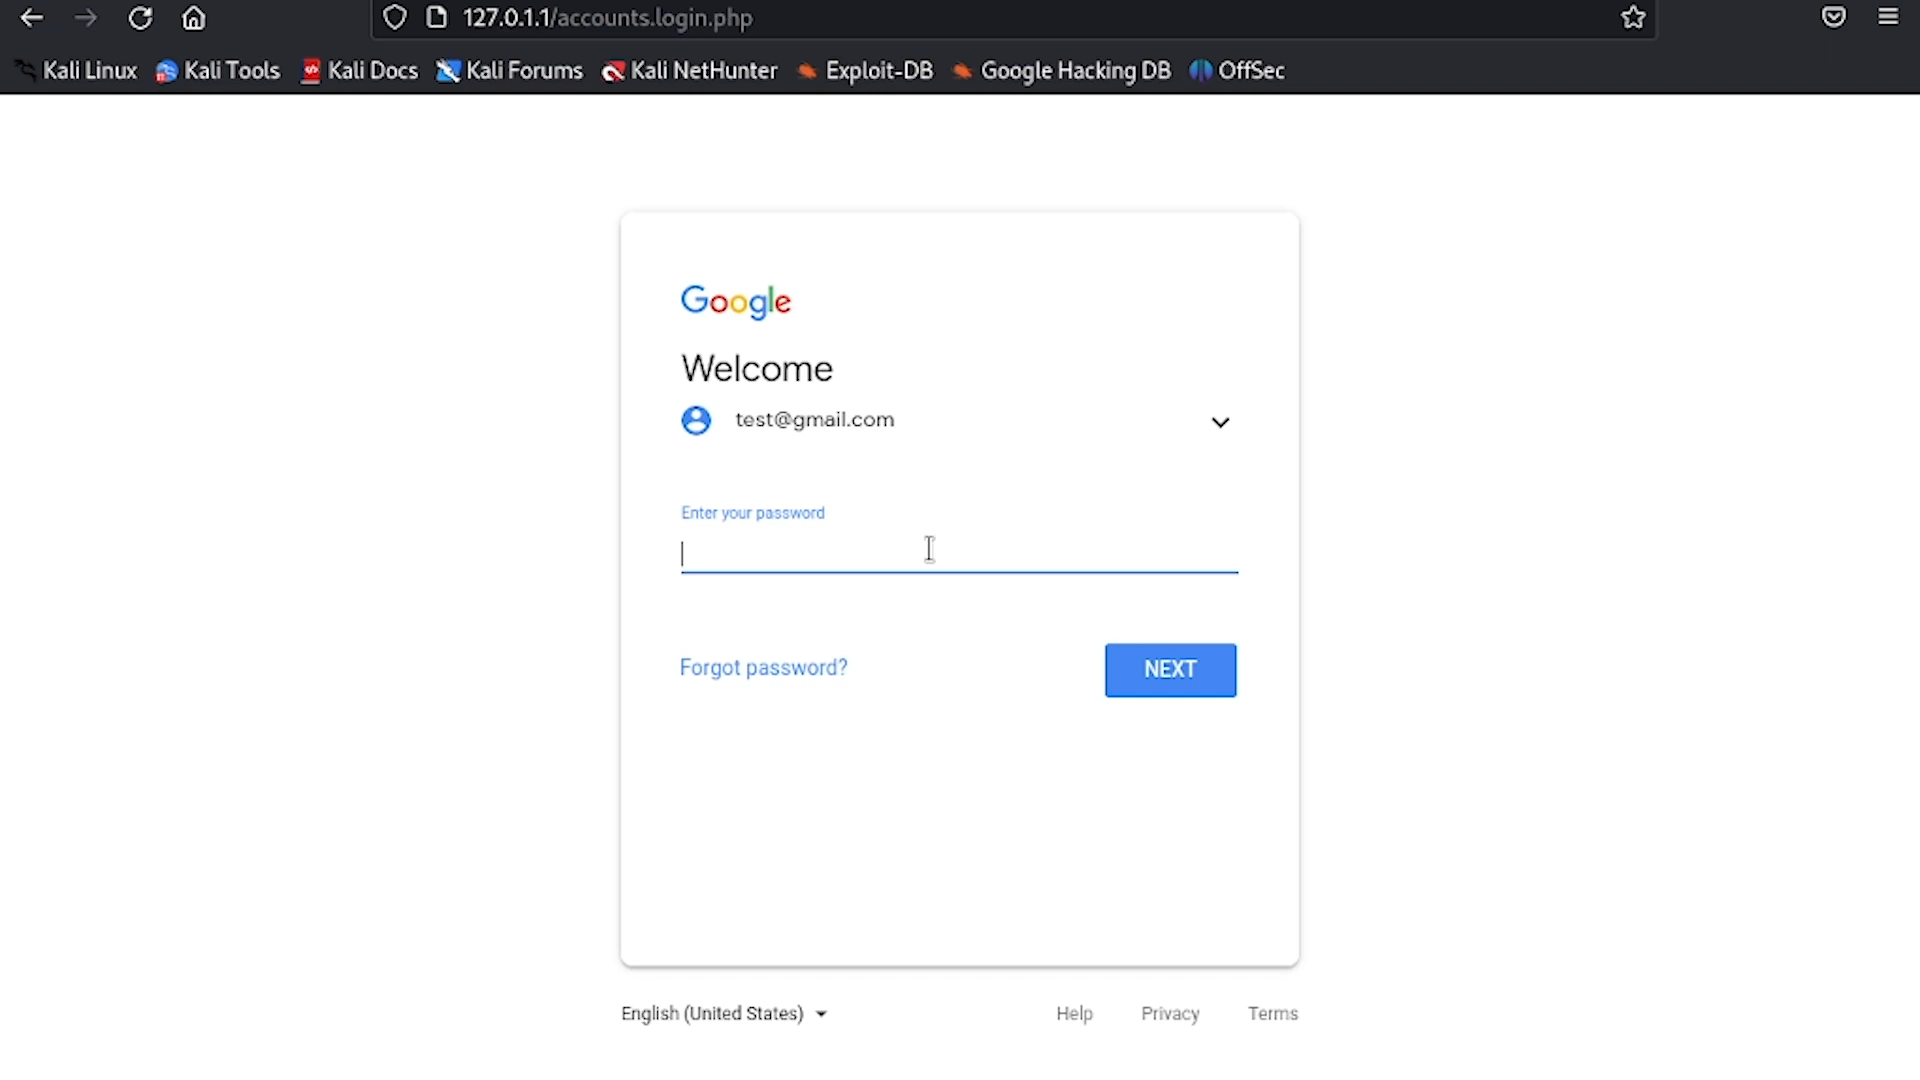 127.0.1.1/accounts.login.php
Kali Linux Kali Tools Kali Docs Kali Forums Kali NetHunter Exploit-DB Google Hacking DB OffSec
Google
Welcome
test@gmail.com
Enter your password
Forgot password? NEXT
English (United States) Help Privacy Terms